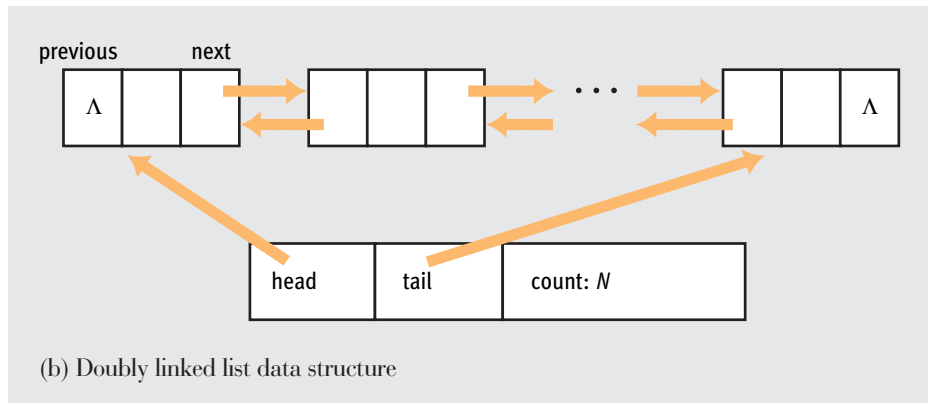 previous next
Λ Λ
• • •
head tail count: N
(b) Doubly linked list data structure